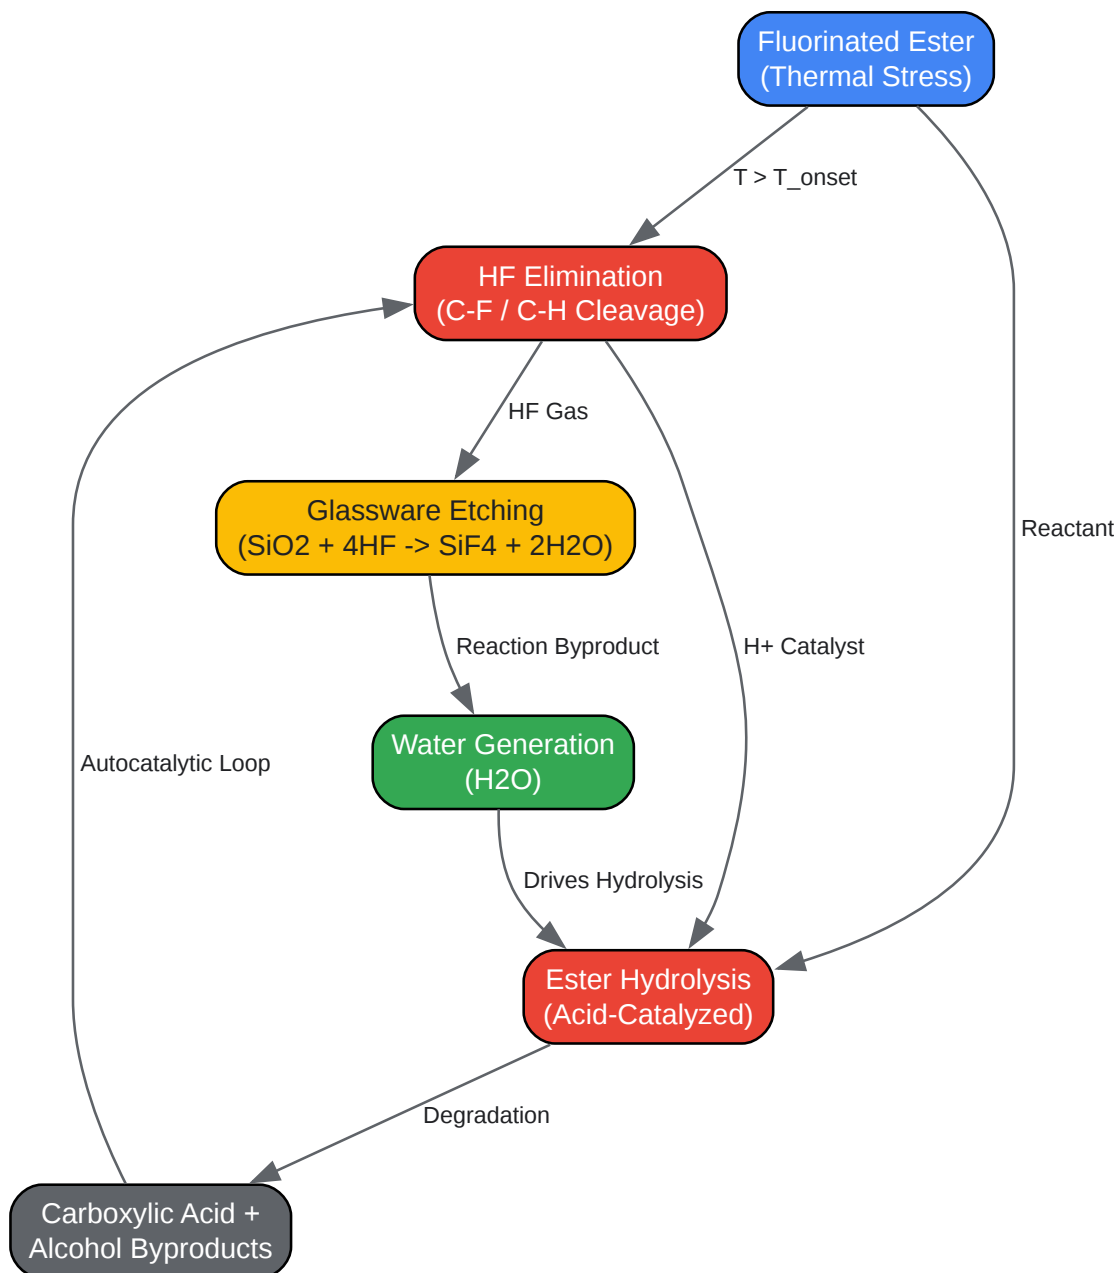 Fluorinated Ester
(Thermal Stress)
T > T_onset
HF Elimination
(C-F / C-H Cleavage)
HF Gas
Glassware Etching
(SiO2 + 4HF -> SiF4 + 2H2O)
Reactant
Reaction Byproduct
H+ Catalyst
Water Generation
(H2O)
Autocatalytic Loop
Drives Hydrolysis
Ester Hydrolysis
(Acid-Catalyzed)
Degradation
Carboxylic Acid +
Alcohol Byproducts